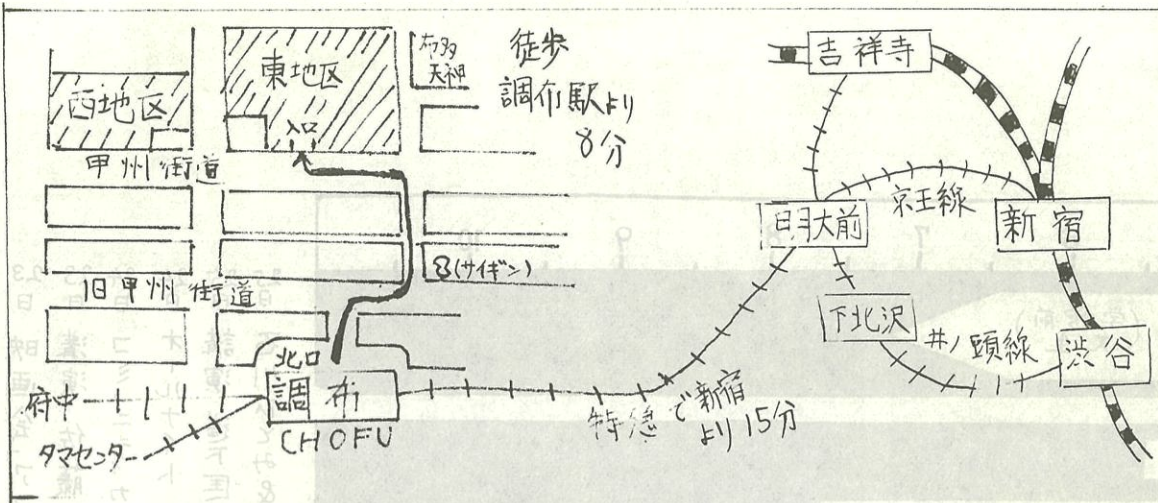 西地区
東地区
入口
布多
天神
徒歩
調布駅より
8分
甲州街道
8(サイギン)
旧甲州街道
北口
調布
CHOFU
府中
タマセンター
特急で新宿
より15分
吉祥寺
明大前
京王線
新宿
下北沢
井ノ頭線
渋谷